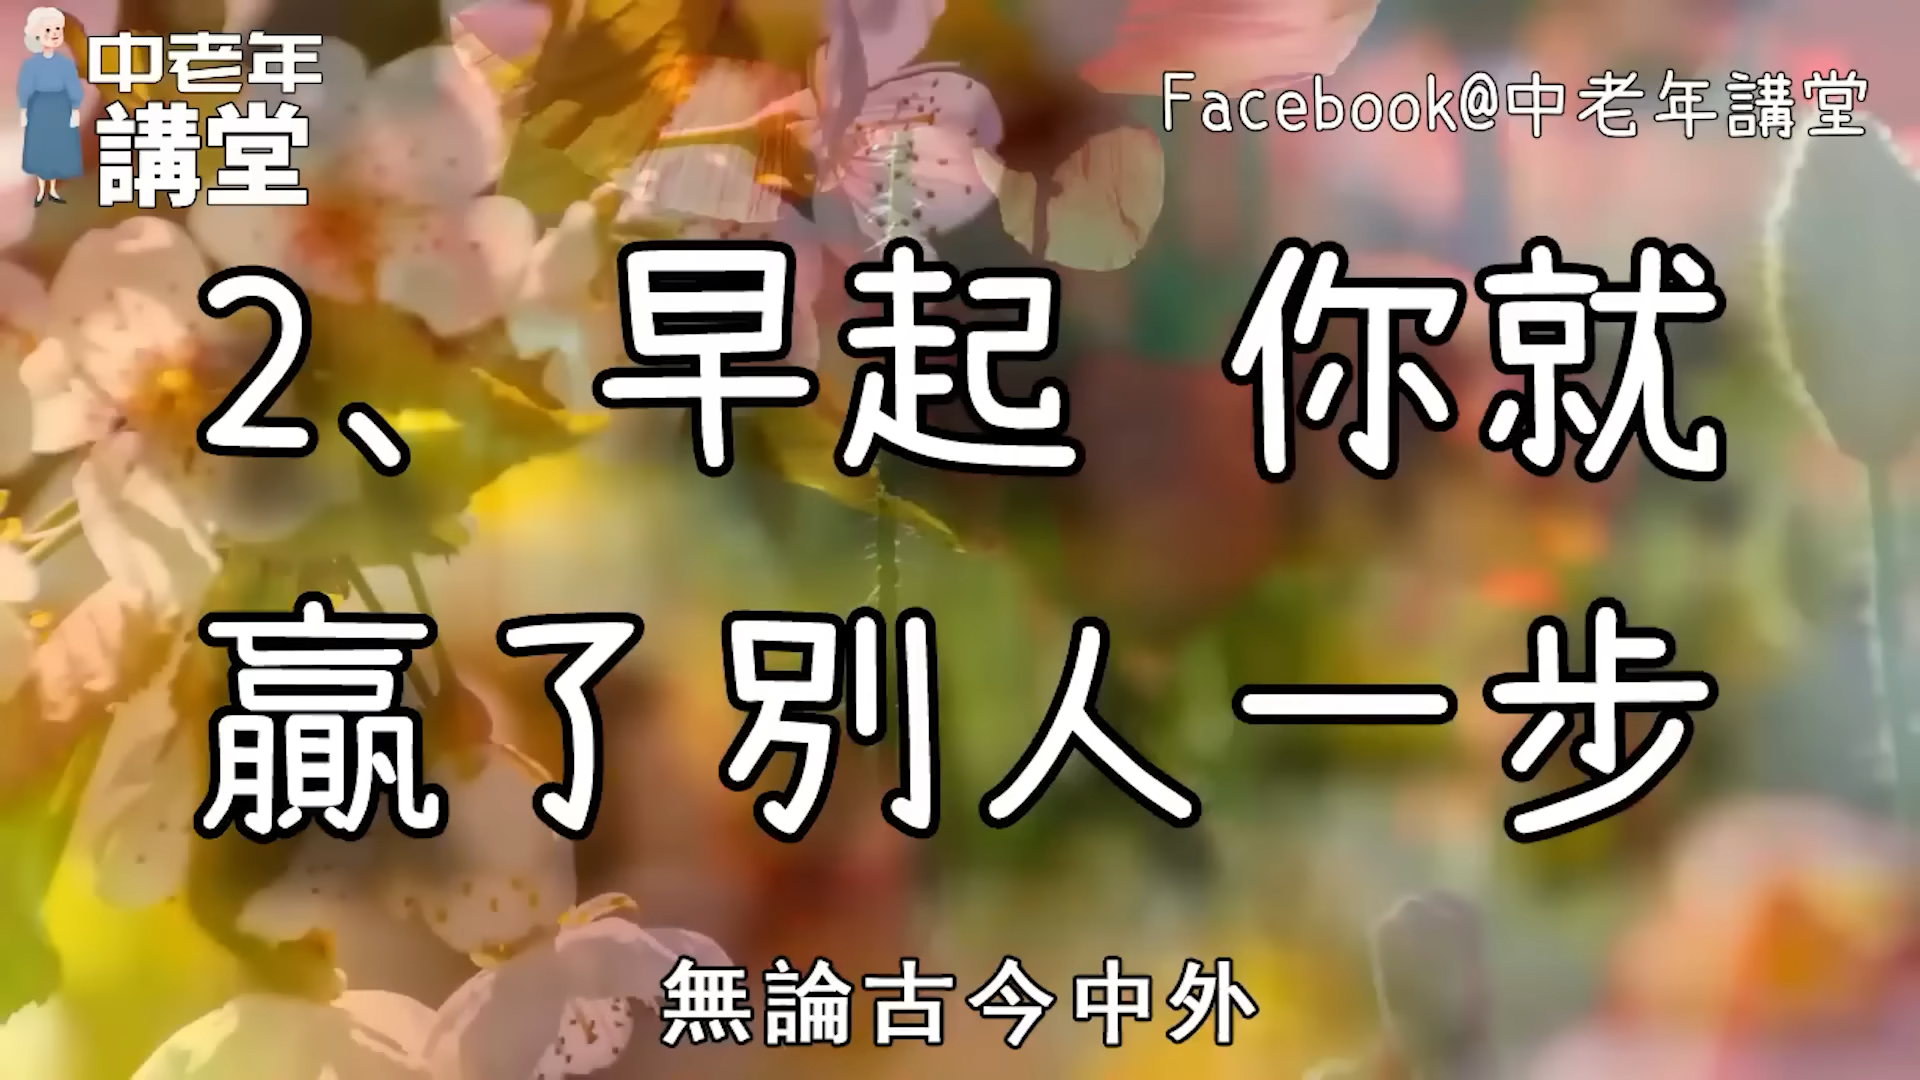 中老年
講堂
Facebook@中老年講堂
2、早起 你就
贏了別人一步
無論古今中外